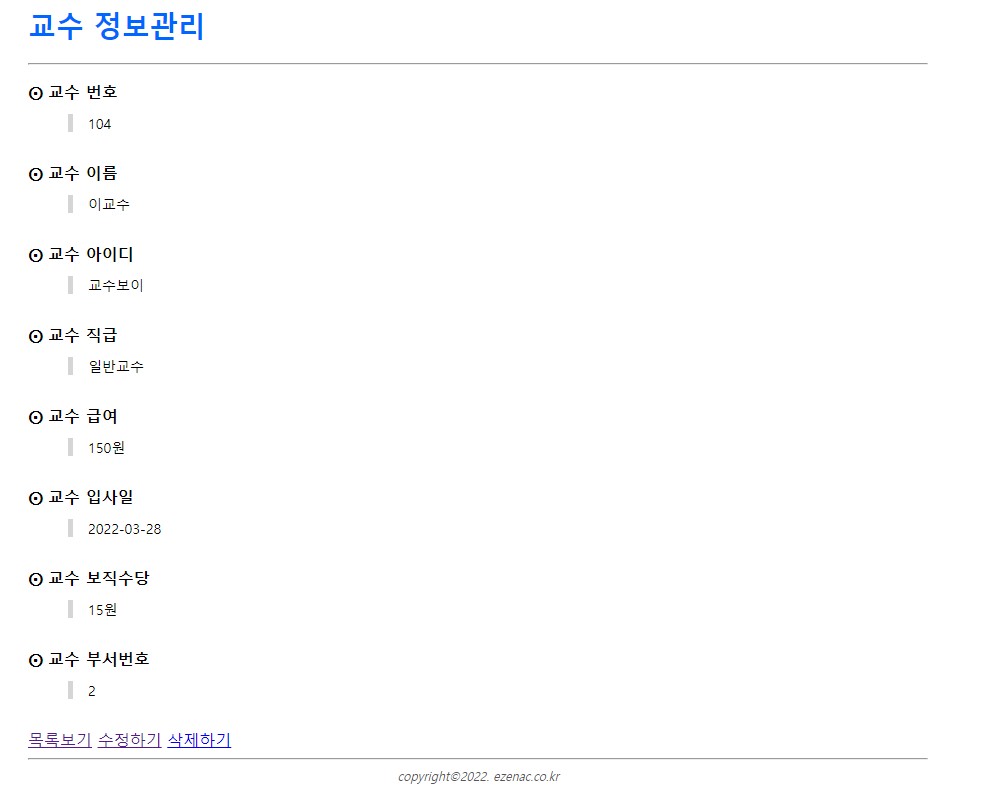 교수 정보관리
⊙ 교수 번호
104
⊙ 교수 이름
이교수
⊙ 교수 아이디
교수보이
⊙ 교수 직급
일반교수
⊙ 교수 급여
150원
⊙ 교수 입사일
2022-03-28
⊙ 교수 보직수당
15원
⊙ 교수 부서번호
2
목록보기 수정하기 삭제하기
copyright©2022. ezenac.co.kr